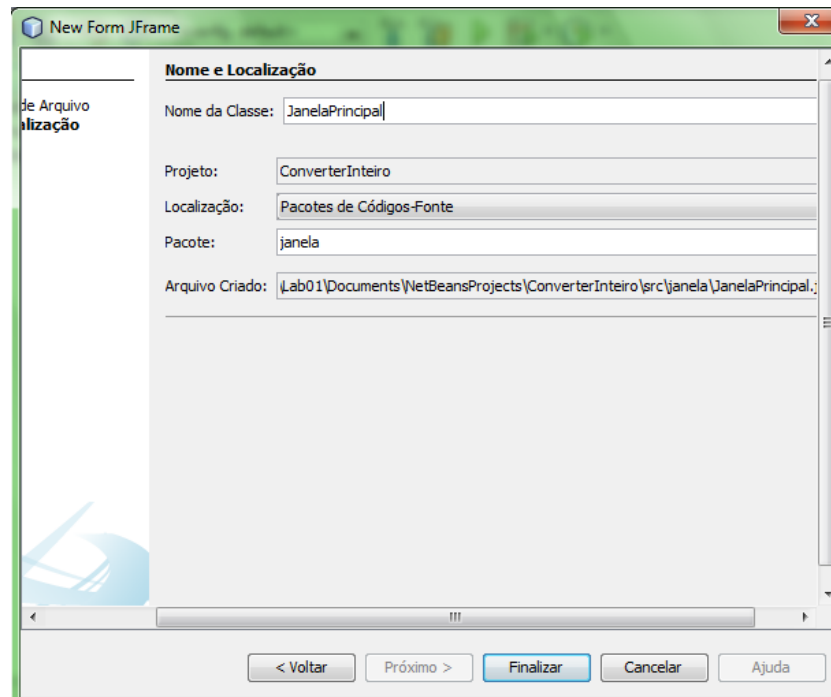 New Form JFrame
de Arquivo
alização
Nome e Localização
Nome da Classe: JanelaPrincipal
Projeto: ConverterInteiro
Localização: Pacotes de Códigos-Fonte
Pacote: janela
Arquivo Criado: \Lab01\Documents\NetBeansProjects\ConverterInteiro\src\janela\JanelaPrincipal.j
< Voltar Próximo > Finalizar Cancelar Ajuda